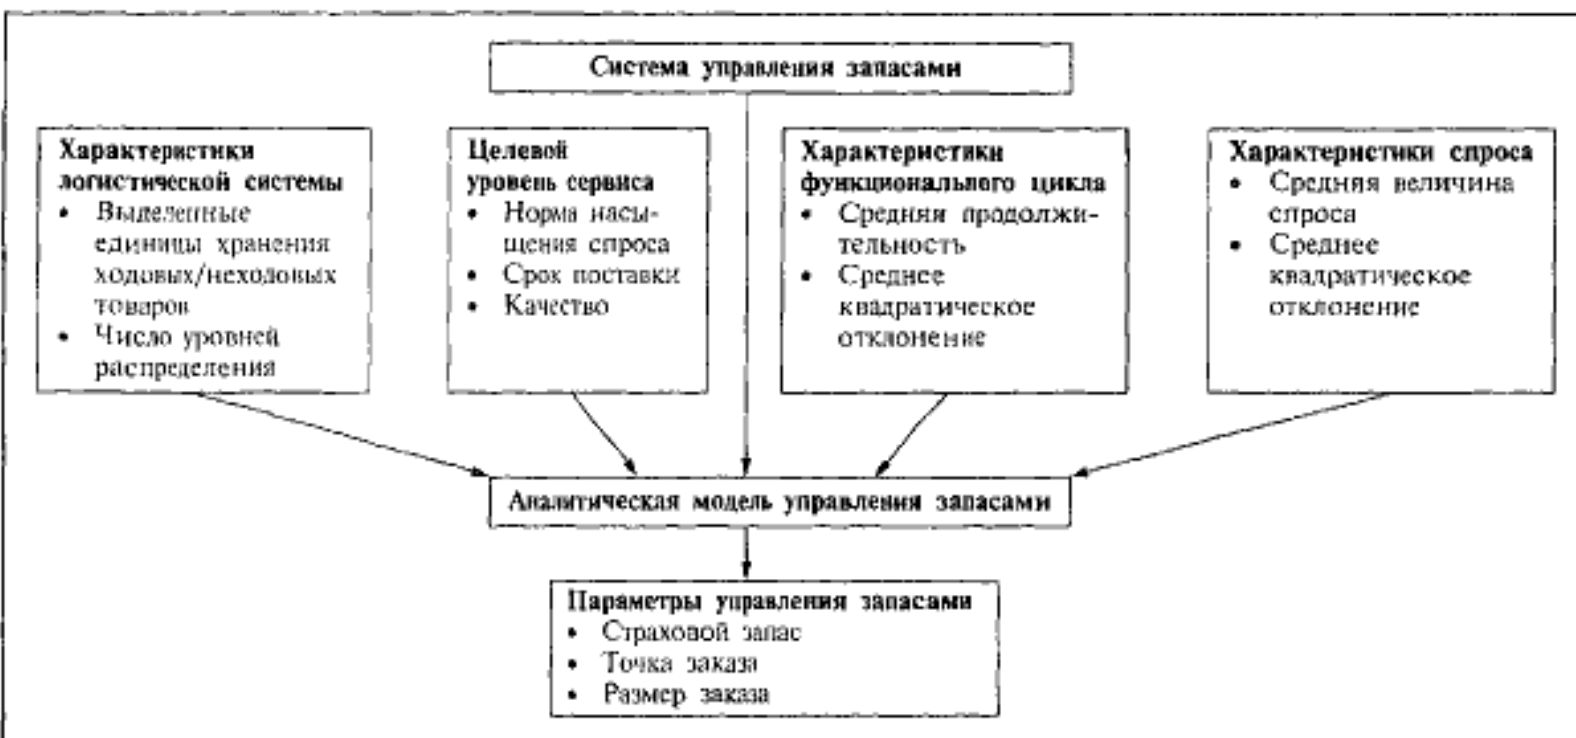 Система управления запасами
Характеристики
логистической системы
• Выделенные
единицы хранения
ходовых/неходовых
товаров
• Число уровней
распределения
Целевой
уровень сервиса
• Норма насы-
щения спроса
• Срок поставки
• Качество
Характеристики
функционального цикла
• Средняя продолжи-
тельность
• Среднее
квадратическое
отклонение
Характеристики спроса
• Средняя величина
спроса
• Среднее
квадратическое
отклонение
Аналитическая модель управления запасами
Параметры управления запасами
• Страховой запас
• Точка заказа
• Размер заказа